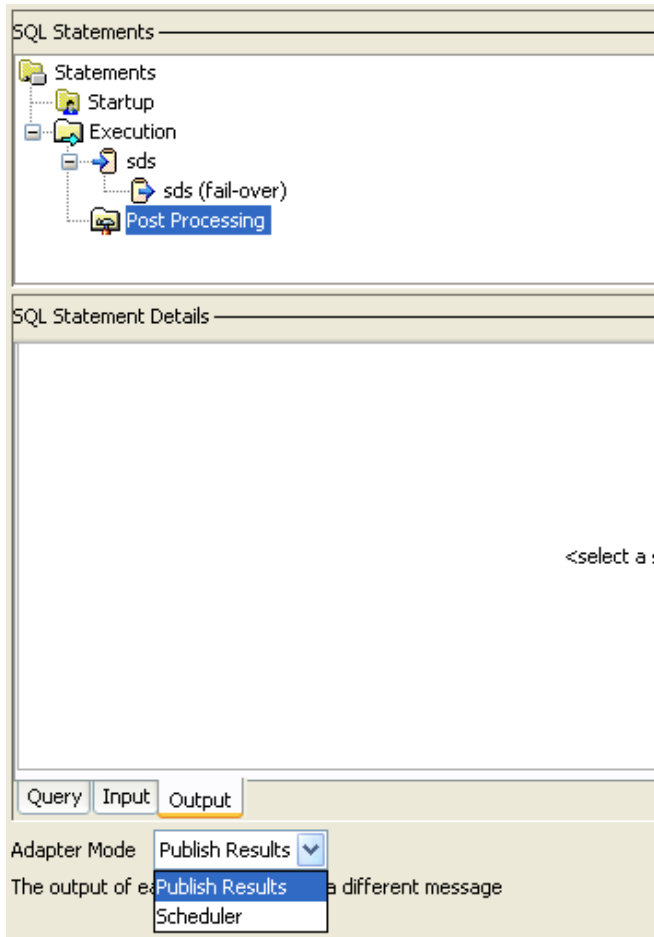 SQL Statements
Statements
Startup
Execution
sds
sds (fail-over)
Post Processing
SQL Statement Details
<select a
Query Input Output
Adapter Mode Publish Results
The output of a different message
Publish Results
Scheduler